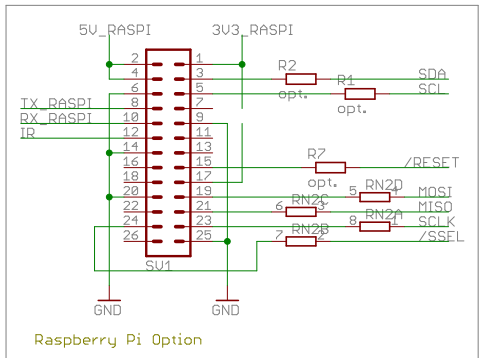 5V_RASPI 3V3_RASPI
2 1
4 3 R2 SDA
6 5 opt. R1 SCL
TX_RASPI 8 7 opt.
RX_RASPI 10 9
IR 12 11
14 13
16 15 R7 /RESET
18 17 opt. RN2D
20 19 5 4 MOSI
22 21 6 RN2C 3 MISO
24 23 8 RN2A 1 SCLK
26 25 7 RN2B 2 /SSEL
SV1
GND GND
Raspberry Pi Option